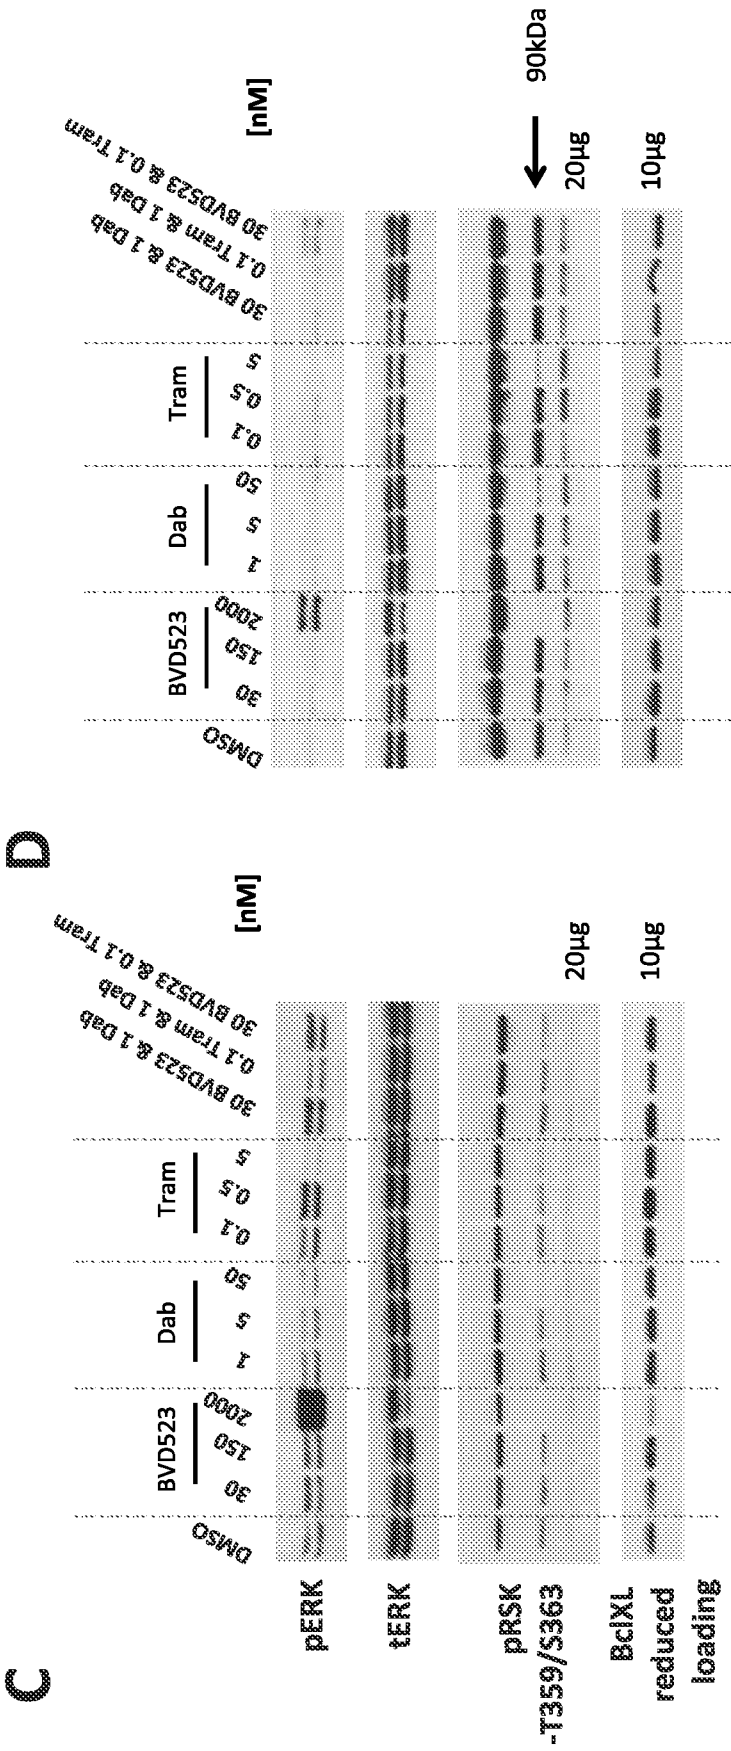 C
BVD523
Dab
Tram
DMSO
30
150
2000
1
5
50
0.1
0.5
5
30 BVD523 & 1 Dab
0.1 Tram & 1 Dab
30 BVD523 & 0.1 Tram
[nM]
pERK
tERK
pRSK
-T359/S363
20µg
BclXL
reduced
loading
10µg
D
BVD523
Dab
Tram
DMSO
30
150
2000
1
5
50
0.1
0.5
5
30 BVD523 & 1 Dab
0.1 Tram & 1 Dab
30 BVD523 & 0.1 Tram
[nM]
90kDa
20µg
10µg